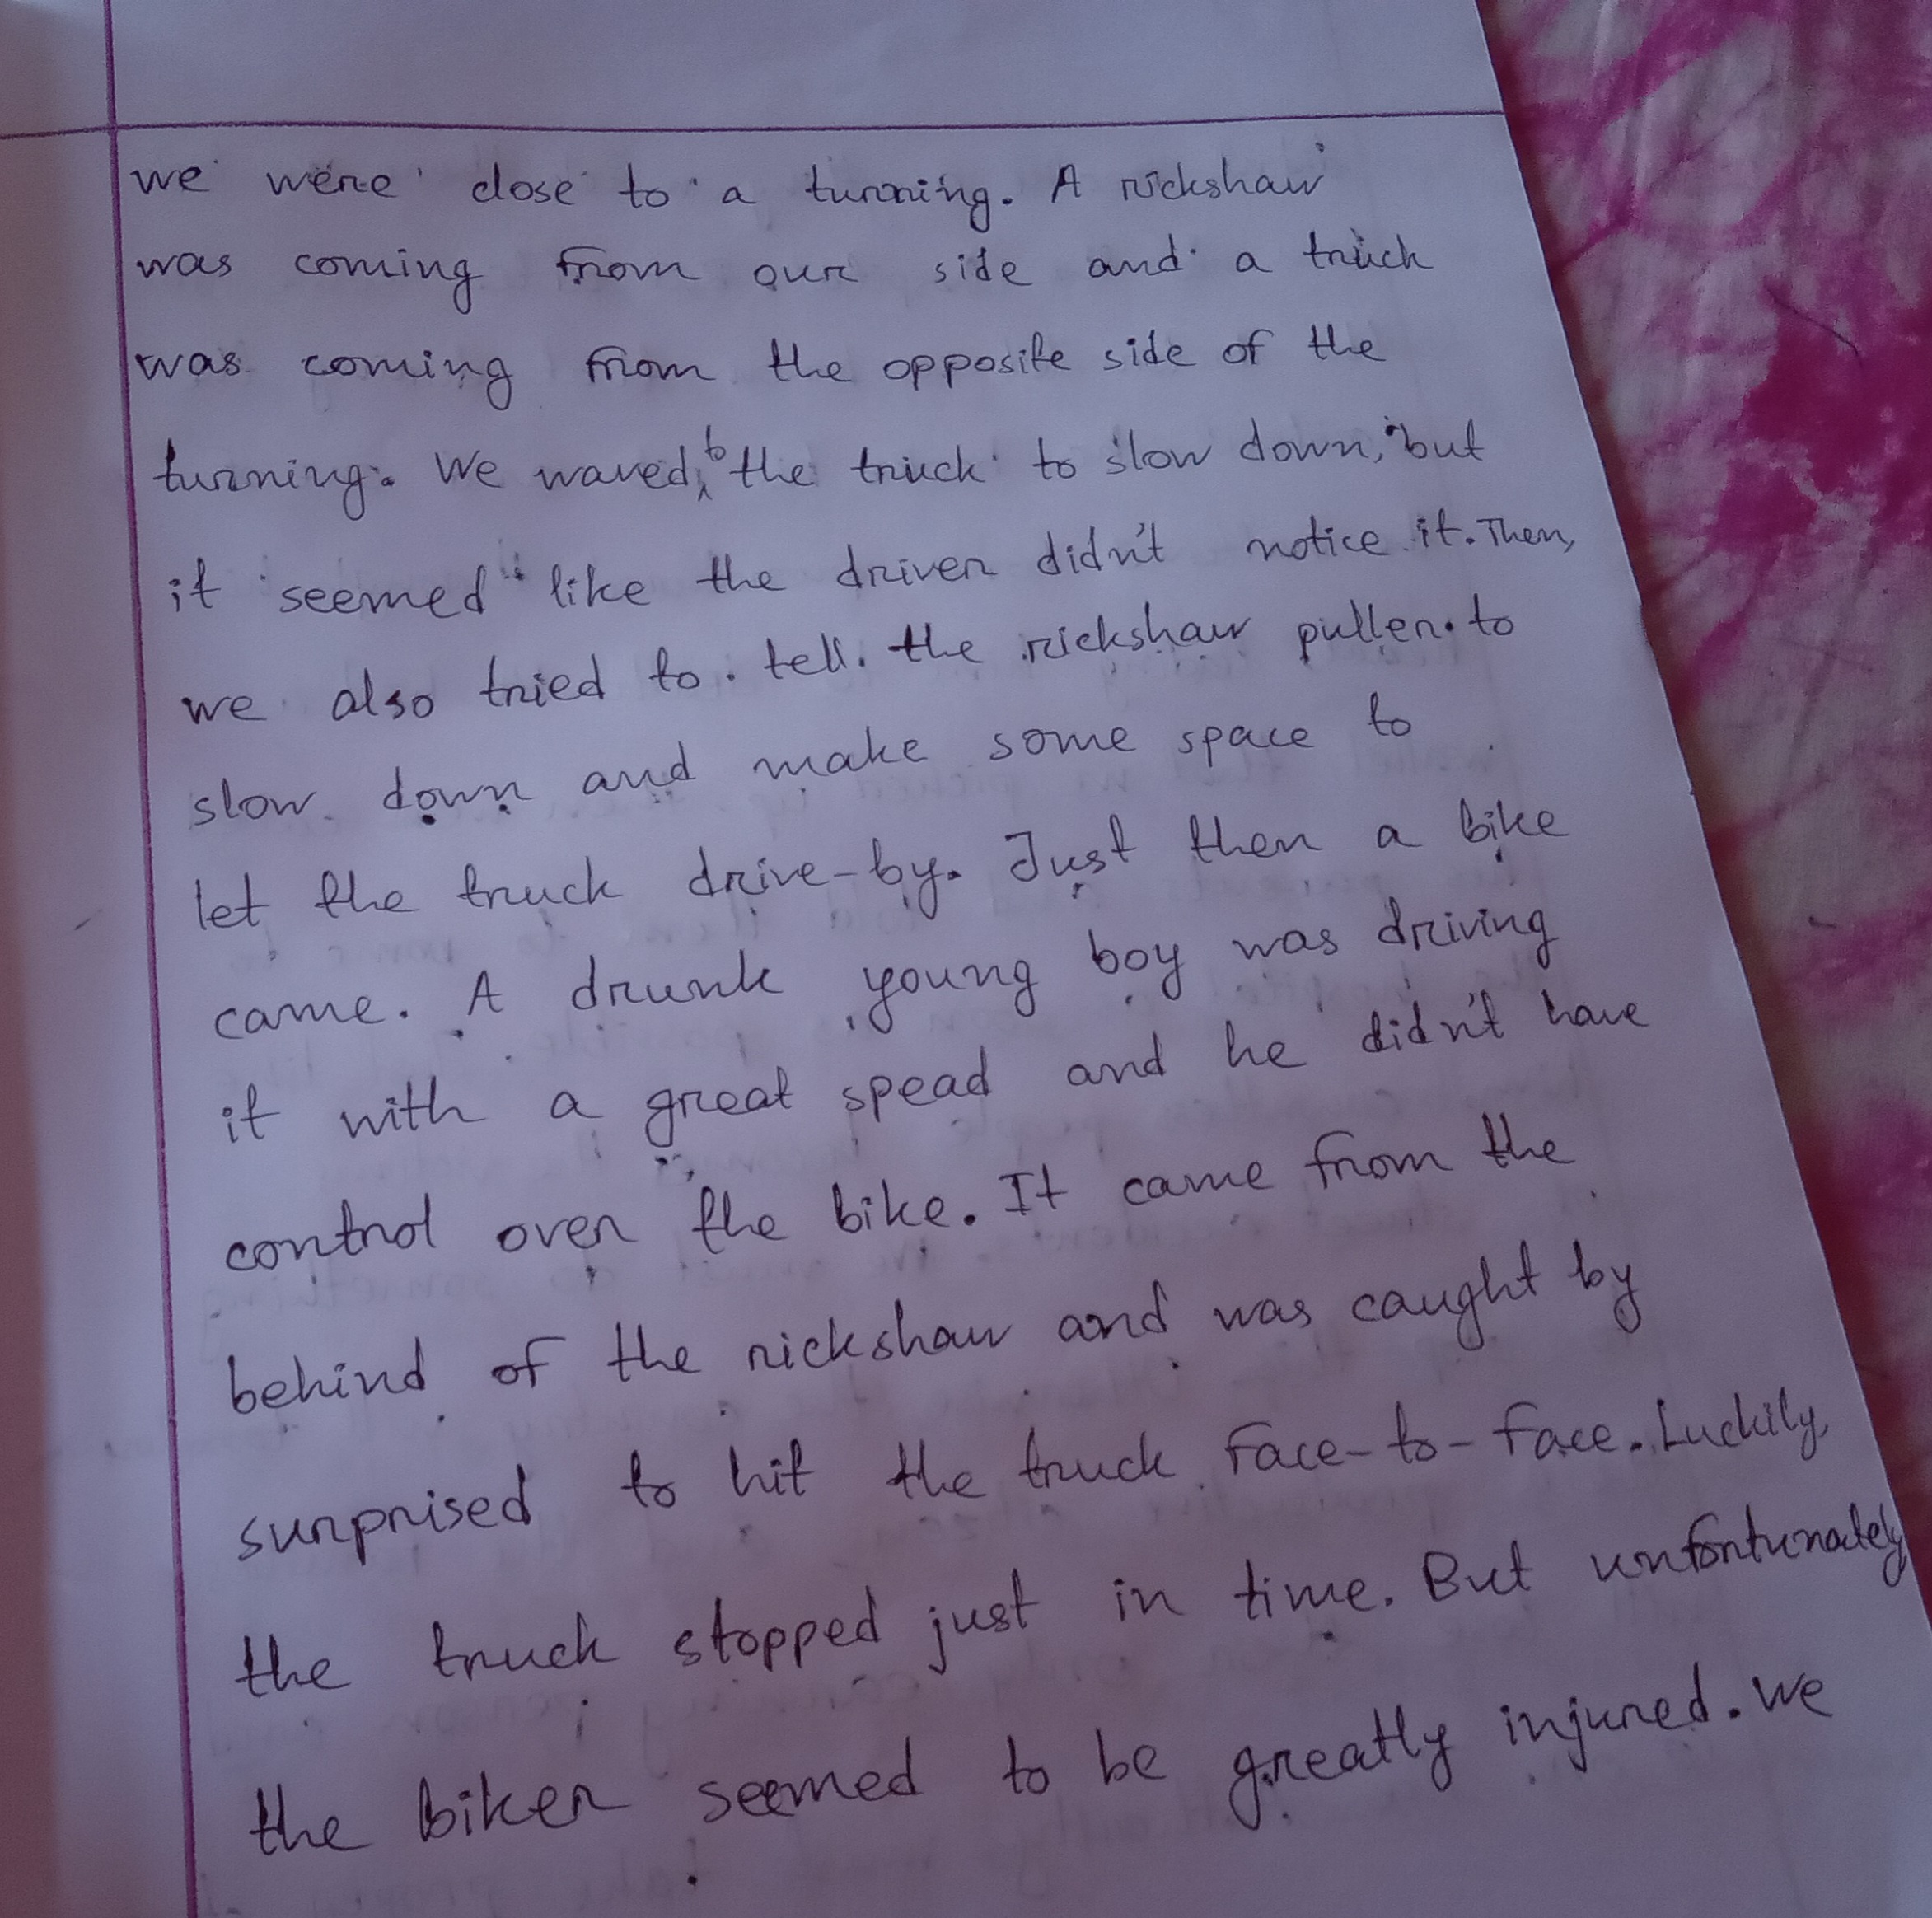 we were close to a turning. A rickshaw
was coming from our side and a truck
was coming from the opposite side of the
turning. We waved to the truck to slow down, but
it seemed like the driver didn't notice it. Then,
we also tried to tell the rickshaw puller to
slow down and make some space to
let the truck drive-by. Just then a bike
came. A drunk young boy was driving
it with a great spead and he didn't have
control over the bike. It came from the
behind of the rickshaw and was caught by
surprised to hit the truck face-to-face. Luckily,
the truck stopped just in time. But unfortunately
the biker seemed to be greatly injured. We